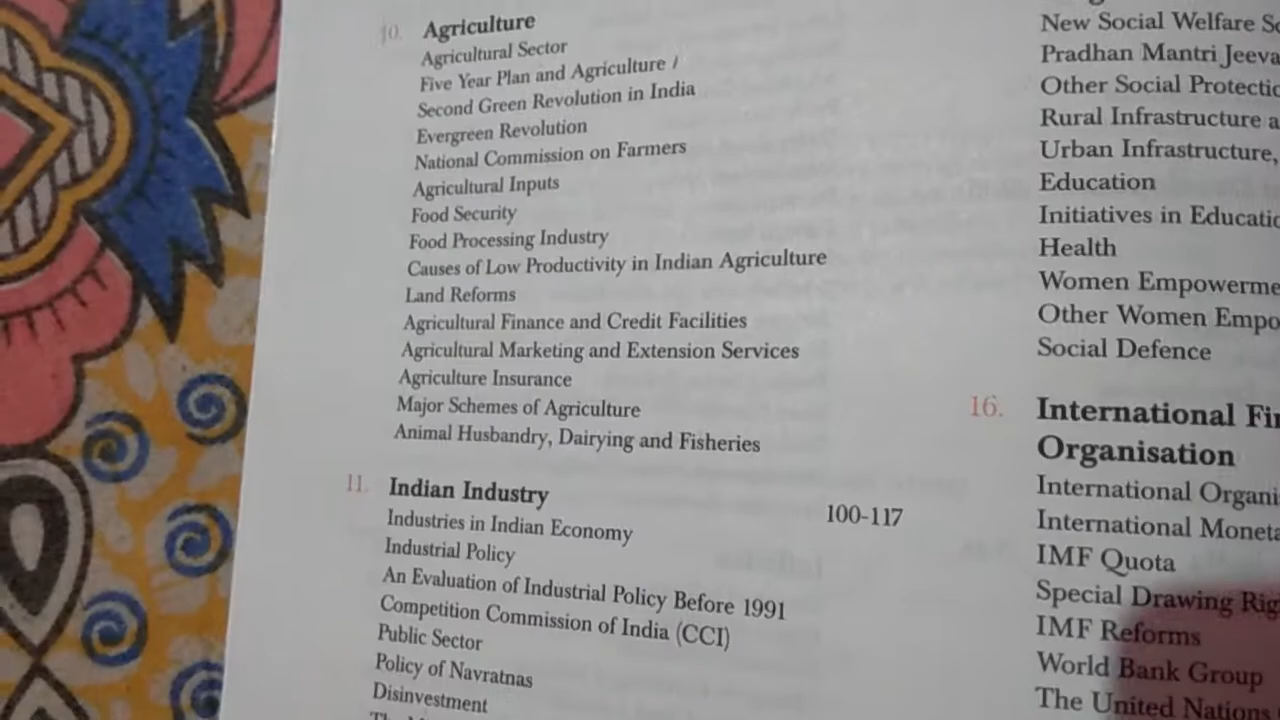 10. Agriculture
Agricultural Sector
Five Year Plan and Agriculture /
Second Green Revolution in India
Evergreen Revolution
National Commission on Farmers
Agricultural Inputs
Food Security
Food Processing Industry
Causes of Low Productivity in Indian Agriculture
Land Reforms
Agricultural Finance and Credit Facilities
Agricultural Marketing and Extension Services
Agriculture Insurance
Major Schemes of Agriculture
Animal Husbandry, Dairying and Fisheries
11. Indian Industry 100-117
Industries in Indian Economy
Industrial Policy
An Evaluation of Industrial Policy Before 1991
Competition Commission of India (CCI)
Public Sector
Policy of Navratnas
Disinvestment
New Social Welfare
Pradhan Mantri
Other Social
Rural Infrastructure
Urban Infrastructure,
Education
Initiatives in
Health
Women
Other Women
Social Defence
16. International
Organisation
International
International
IMF Quota
Special Drawing
IMF Reforms
World Bank Group
The United Nations